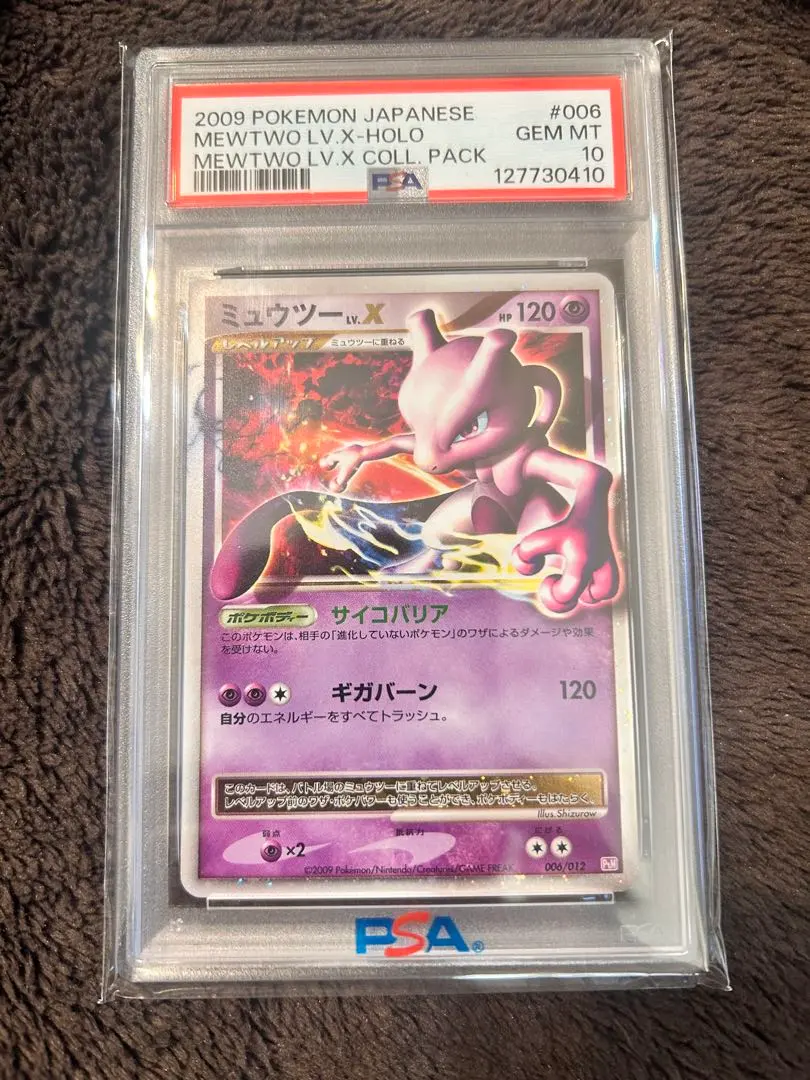 2009 POKEMON JAPANESE #006
MEWTWO LV.X-HOLO GEM MT
MEWTWO LV.X COLL. PACK 10
PSA 127730410
ミュウツー LV.X HP 120
レベルアップ ミュウツーに重ねる
ポケボディー サイコバリア
このポケモンは、相手の「進化していないポケモン」のワザによるダメージや効果
を受けない。
ギガバーン 120
自分のエネルギーをすべてトラッシュ。
このカードは、バトル場のミュウツーに重ねてレベルアップさせる。
レベルアップ前のワザ・ポケパワーも使うことができ、ポケボディーもはたらく。
Illus.Shizurow
弱点 抵抗力 にげる
×2
©2009 Pokémon/Nintendo/Creatures/GAME FREAK 006/012 PtM
PSA®